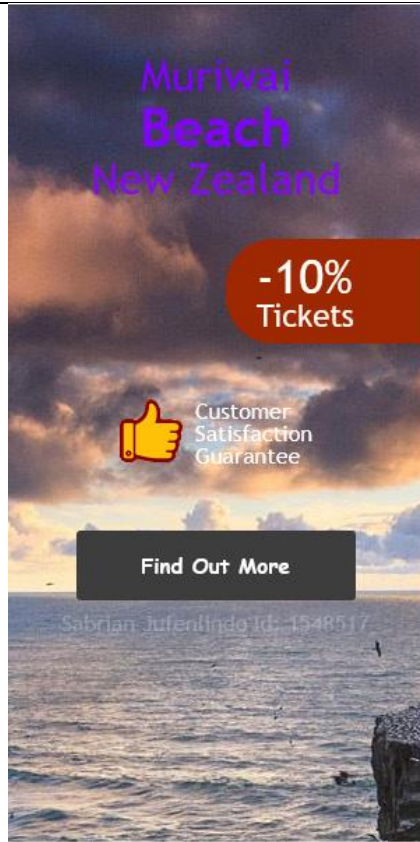 Muriwai
Beach
New Zealand
-10%
Tickets
Customer
Satisfaction
Guarantee
Find Out More
Sabrian Jufenlindo Id: 1548517